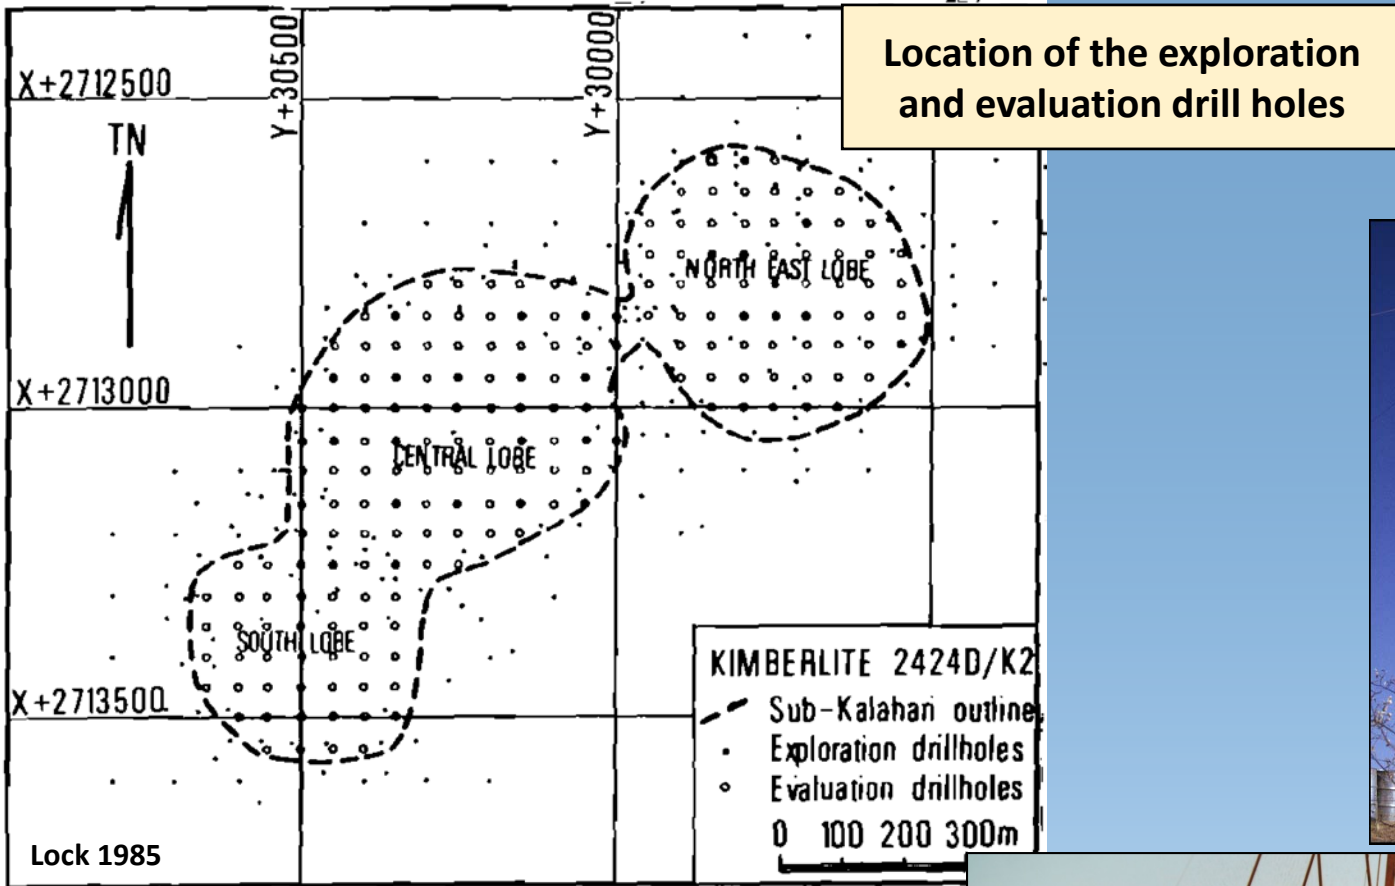 Location of the exploration
and evaluation drill holes
X+2712500
Y+30500
Y+30000
TN
NORTH EAST LOBE
X+2713000
CENTRAL LOBE
SOUTH LOBE
X+2713500
KIMBERLITE 2424D/K2
Sub-Kalahari outline
Exploration drillholes
Evaluation drillholes
0 100 200 300m
Lock 1985